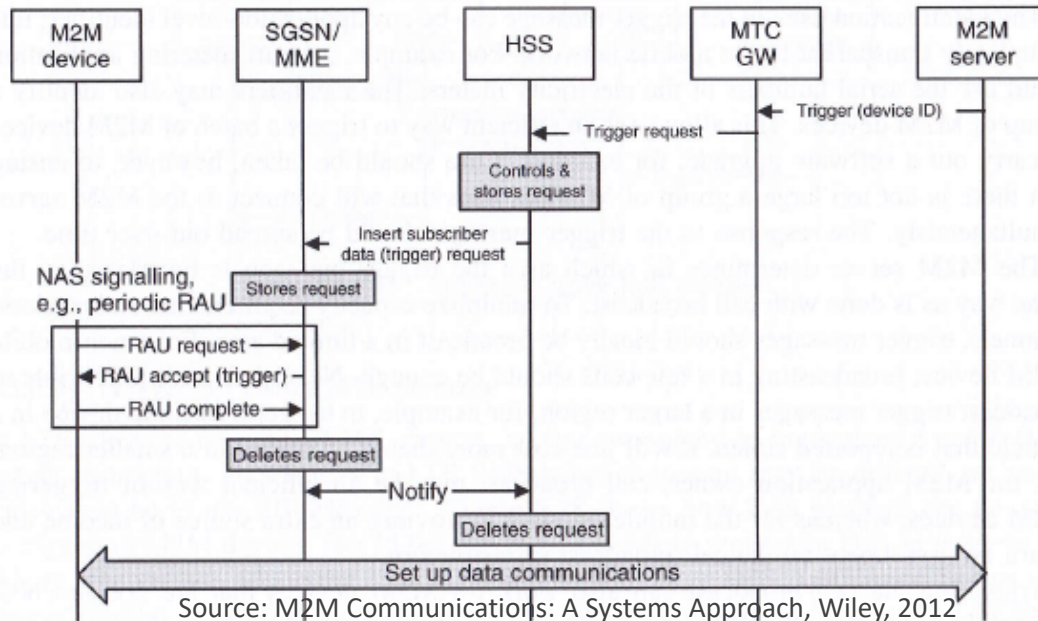 M2M
device
SGSN/
MME
HSS
MTC
GW
M2M
server
Trigger (device ID)
Trigger request
Controls &
stores request
Insert subscriber
data (trigger) request
NAS signalling,
e.g., periodic RAU
Stores request
RAU request
RAU accept (trigger)
RAU complete
Deletes request
Notify
Deletes request
Set up data communications
Source: M2M Communications: A Systems Approach, Wiley, 2012